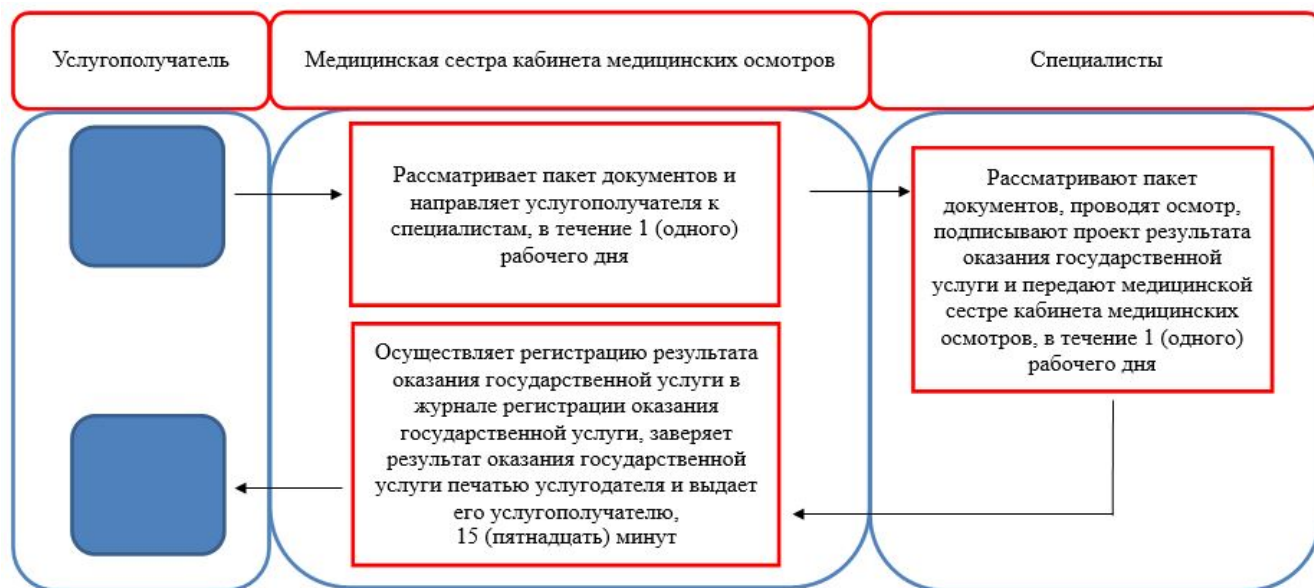 Услугополучатель
Медицинская сестра кабинета медицинских осмотров
Специалисты
Рассматривает пакет документов и
направляет услугополучателя к
специалистам, в течение 1 (одного)
рабочего дня
Рассматривают пакет
документов, проводят осмотр,
подписывают проект результата
оказания государственной
услуги и передают медицинской
сестре кабинета медицинских
осмотров, в течение 1 (одного)
рабочего дня
Осуществляет регистрацию результата
оказания государственной услуги в
журнале регистрации оказания
государственной услуги, заверяет
результат оказания государственной
услуги печатью услугодателя и выдает
его услугополучателю,
15 (пятнадцать) минут